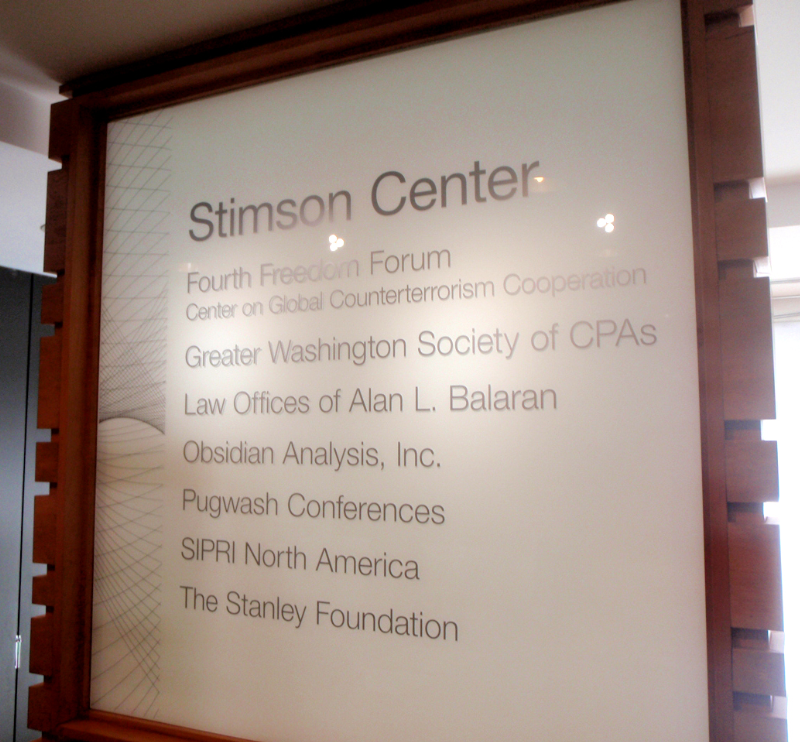 Stimson Center
Fourth Freedom Forum
Center on Global Counterterrorism Cooperation
Greater Washington Society of CPAs
Law Offices of Alan L. Balaran
Obsidian Analysis, Inc.
Pugwash Conferences
SIPRI North America
The Stanley Foundation